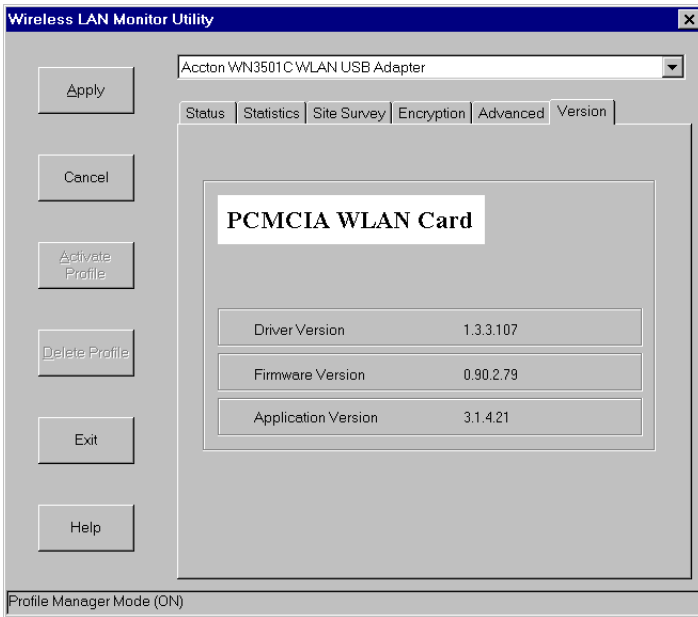 Wireless LAN Monitor Utility
Accton WN3501C WLAN USB Adapter
Apply
Status Statistics Site Survey Encryption Advanced Version
Cancel
PCMCIA WLAN Card
Activate Profile
Driver Version 1.3.3.107
Delete Profile
Firmware Version 0.90.2.79
Application Version 3.1.4.21
Exit
Help
Profile Manager Mode (ON)